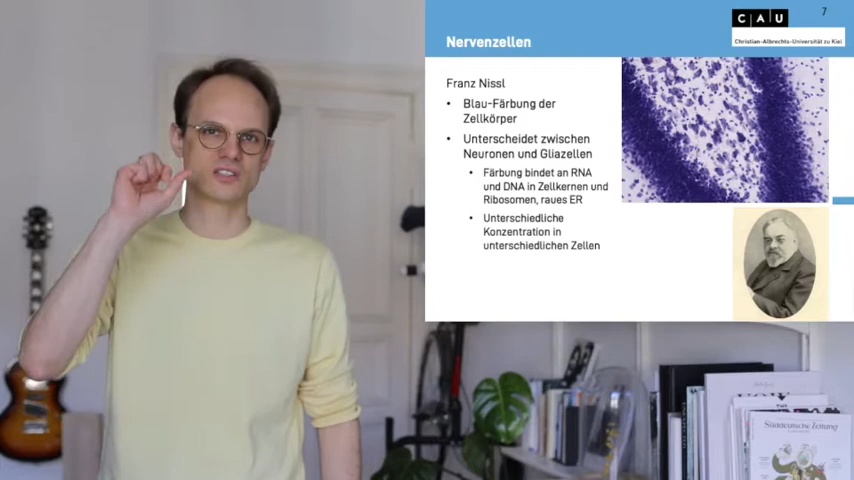 7
C A U
Christian-Albrechts-Universität zu Kiel
Nervenzellen
Franz Nissl
• Blau-Färbung der
Zellkörper
• Unterscheidet zwischen
Neuronen und Gliazellen
• Färbung bindet an RNA
und DNA in Zellkernen und
Ribosomen, raues ER
• Unterschiedliche
Konzentration in
unterschiedlichen Zellen
Süddeutsche Zeitung